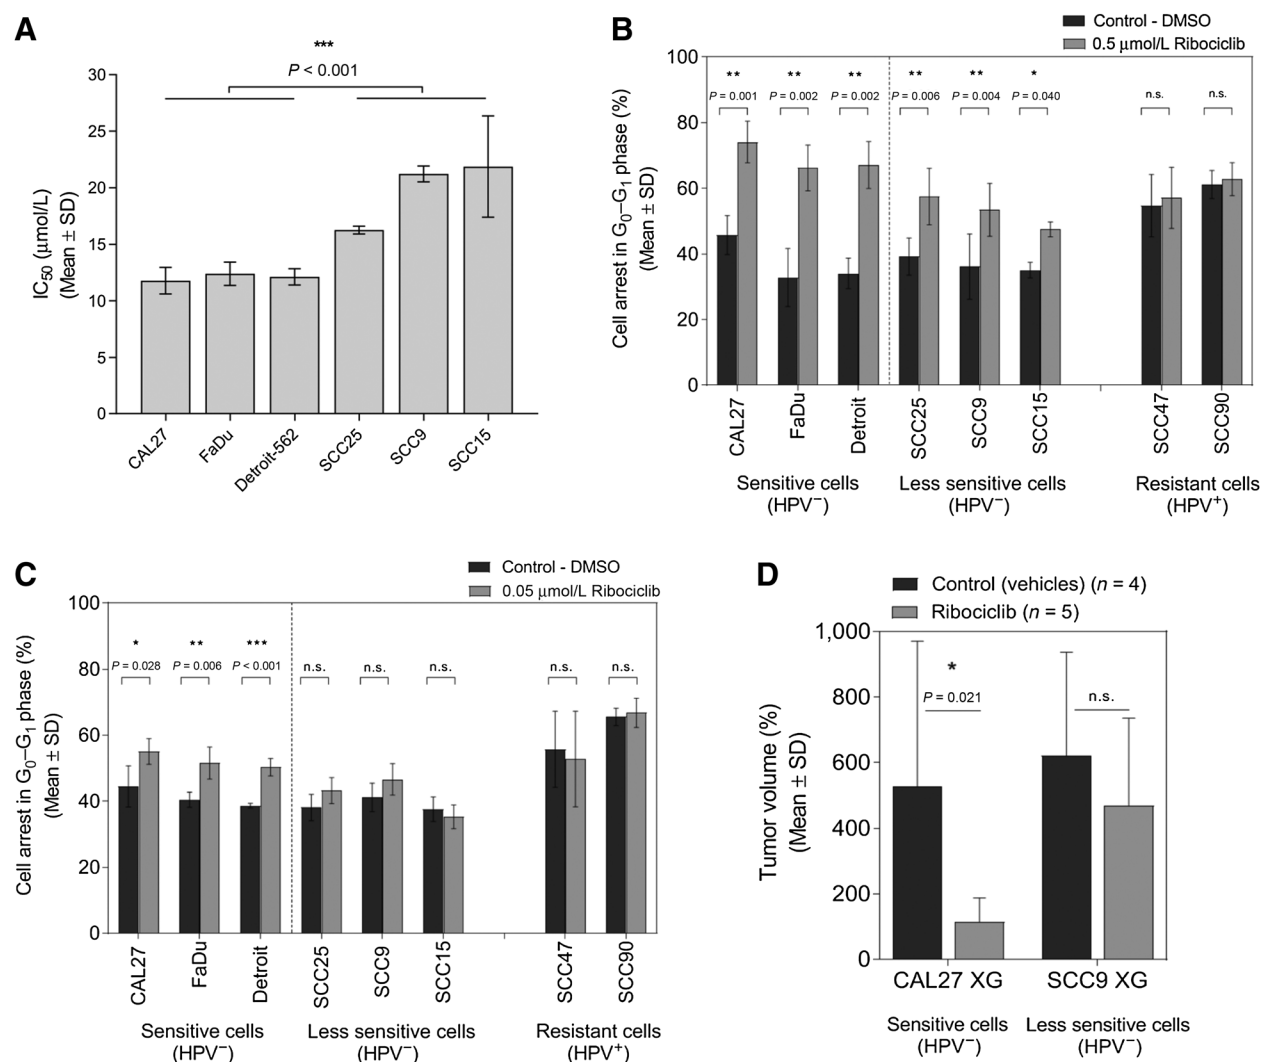 A
***
P < 0.001
IC50 (μmol/L)
(Mean ± SD)
30
25
20
15
10
5
0
CAL27
FaDu
Detroit-562
SCC25
SCC9
SCC15
B
Control - DMSO
0.5 μmol/L Ribociclib
Cell arrest in G0–G1 phase (%)
(Mean ± SD)
100
80
60
40
20
0
** ** ** ** ** *
P = 0.001 P = 0.002 P = 0.002 P = 0.006 P = 0.004 P = 0.040 n.s. n.s.
CAL27
FaDu
Detroit
SCC25
SCC9
SCC15
SCC47
SCC90
Sensitive cells
(HPV−)
Less sensitive cells
(HPV−)
Resistant cells
(HPV+)
C
Control - DMSO
0.05 μmol/L Ribociclib
Cell arrest in G0–G1 phase (%)
(Mean ± SD)
100
80
60
40
20
0
* ** ***
P = 0.028 P = 0.006 P < 0.001 n.s. n.s. n.s. n.s. n.s.
CAL27
FaDu
Detroit
SCC25
SCC9
SCC15
SCC47
SCC90
Sensitive cells
(HPV−)
Less sensitive cells
(HPV−)
Resistant cells
(HPV+)
D
Control (vehicles) (n = 4)
Ribociclib (n = 5)
Tumor volume (%)
(Mean ± SD)
1,000
800
600
400
200
0
*
P = 0.021
n.s.
CAL27 XG
SCC9 XG
Sensitive cells
(HPV−)
Less sensitive cells
(HPV−)